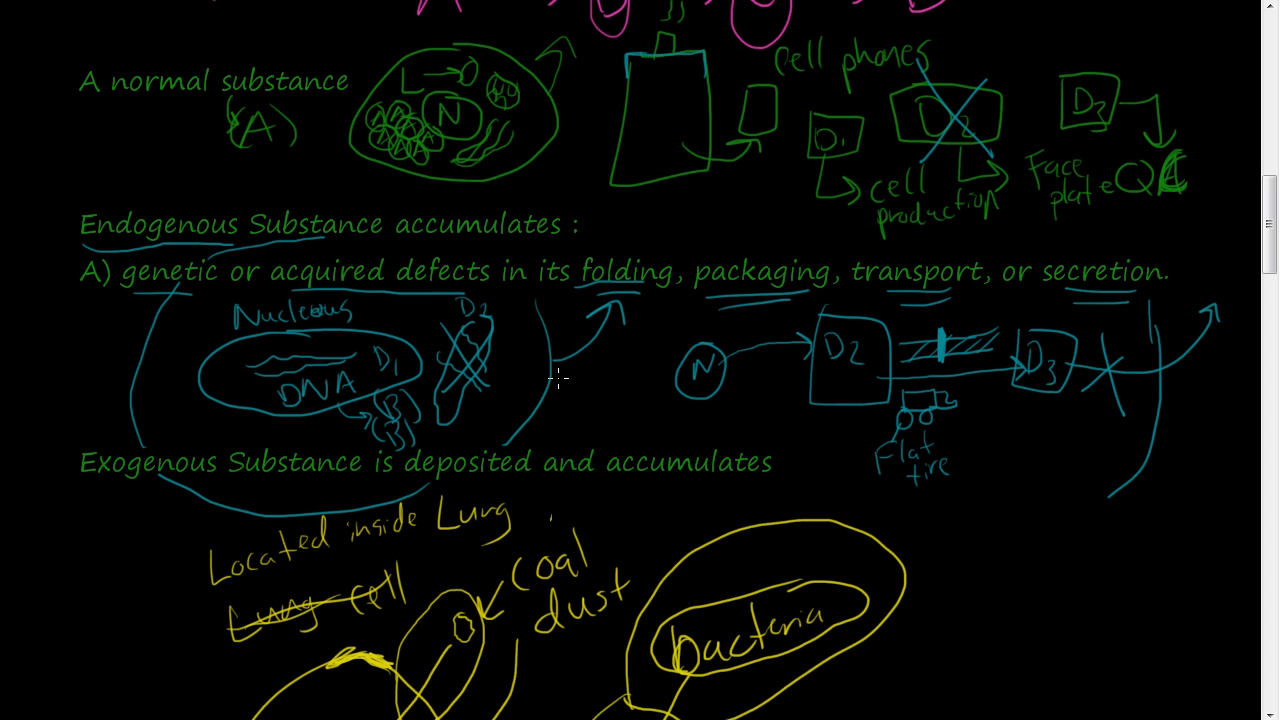 A normal substance
(A)
L
D
N
A A A A A
cell phones
D1
D2
D3
cell production
Face plate
QC
Endogenous Substance accumulates :
A) genetic or acquired defects in its folding, packaging, transport, or secretion.
Nucleous
D2
DNA D1
(B)
(B)
N
D2
D3
Flat tire
Exogenous Substance is deposited and accumulates
Located inside Lung
Lung cell
coal dust
bacteria